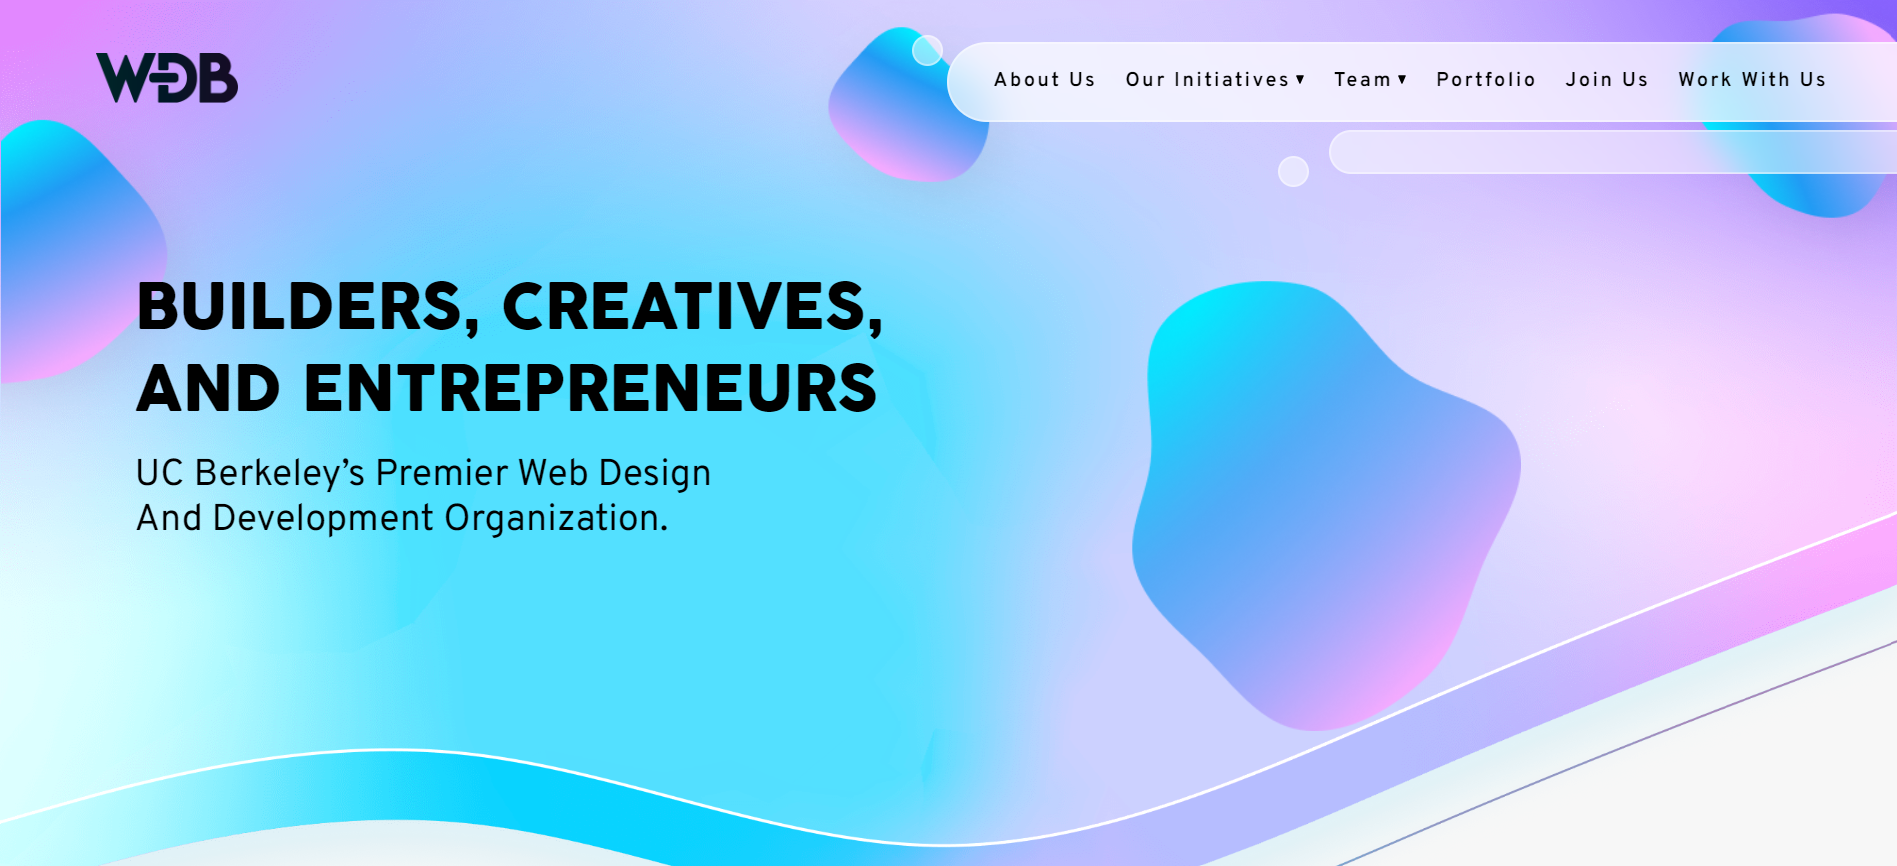 WDB
About Us Our Initiatives ▾ Team ▾ Portfolio Join Us Work With Us
BUILDERS, CREATIVES,
AND ENTREPRENEURS
UC Berkeley’s Premier Web Design
And Development Organization.